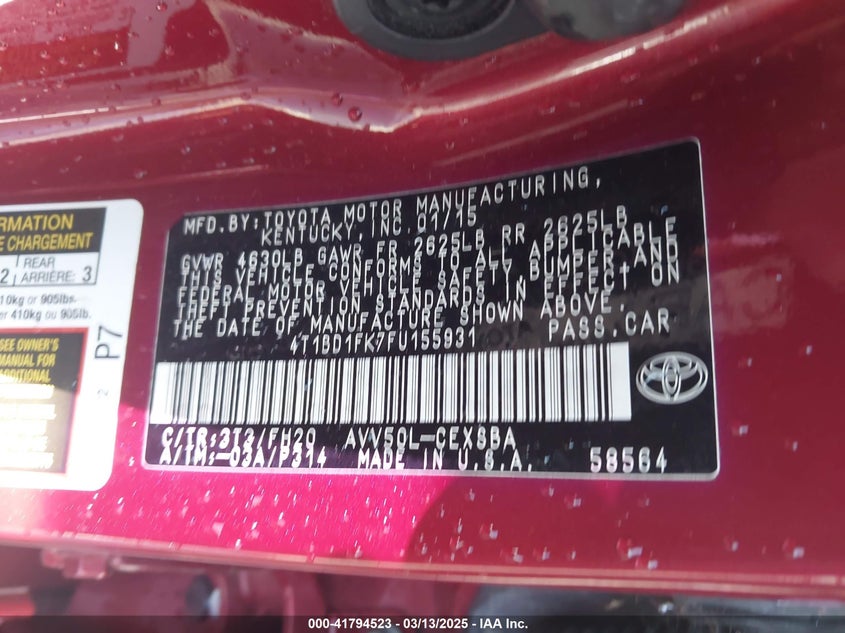 ORMATION
E CHARGEMENT
2 REAR
ARRIÈRE: 3
10kg or 905lbs.
er 410kg ou 905lb.
SEE OWNER'S
MANUAL FOR
ADDITIONAL
P7
2
MFD.BY:TOYOTA MOTOR MANUFACTURING,
KENTUCKY, INC.01/15
GVWR 4630LB GAWR FR 2625LB RR 2625LB
THIS VEHICLE CONFORMS TO ALL APPLICABLE
FEDERAL MOTOR VEHICLE SAFETY, BUMPER AND
THEFT PREVENTION STANDARDS IN EFFECT ON
THE DATE OF MANUFACTURE SHOWN ABOVE.
4T1BD1FK7FU155931 PASS.CAR
C/TR:3T3/FH20 AVV50L-CEXSBA
A/TM:-03A/P314 MADE IN U.S.A. 58564
000-41794523 — 03/13/2025 — IAA Inc.